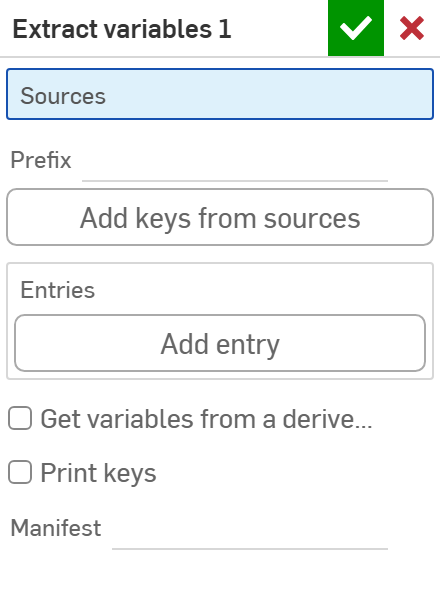 Extract variables 1
Sources
Prefix
Add keys from sources
Entries
Add entry
Get variables from a derive...
Print keys
Manifest